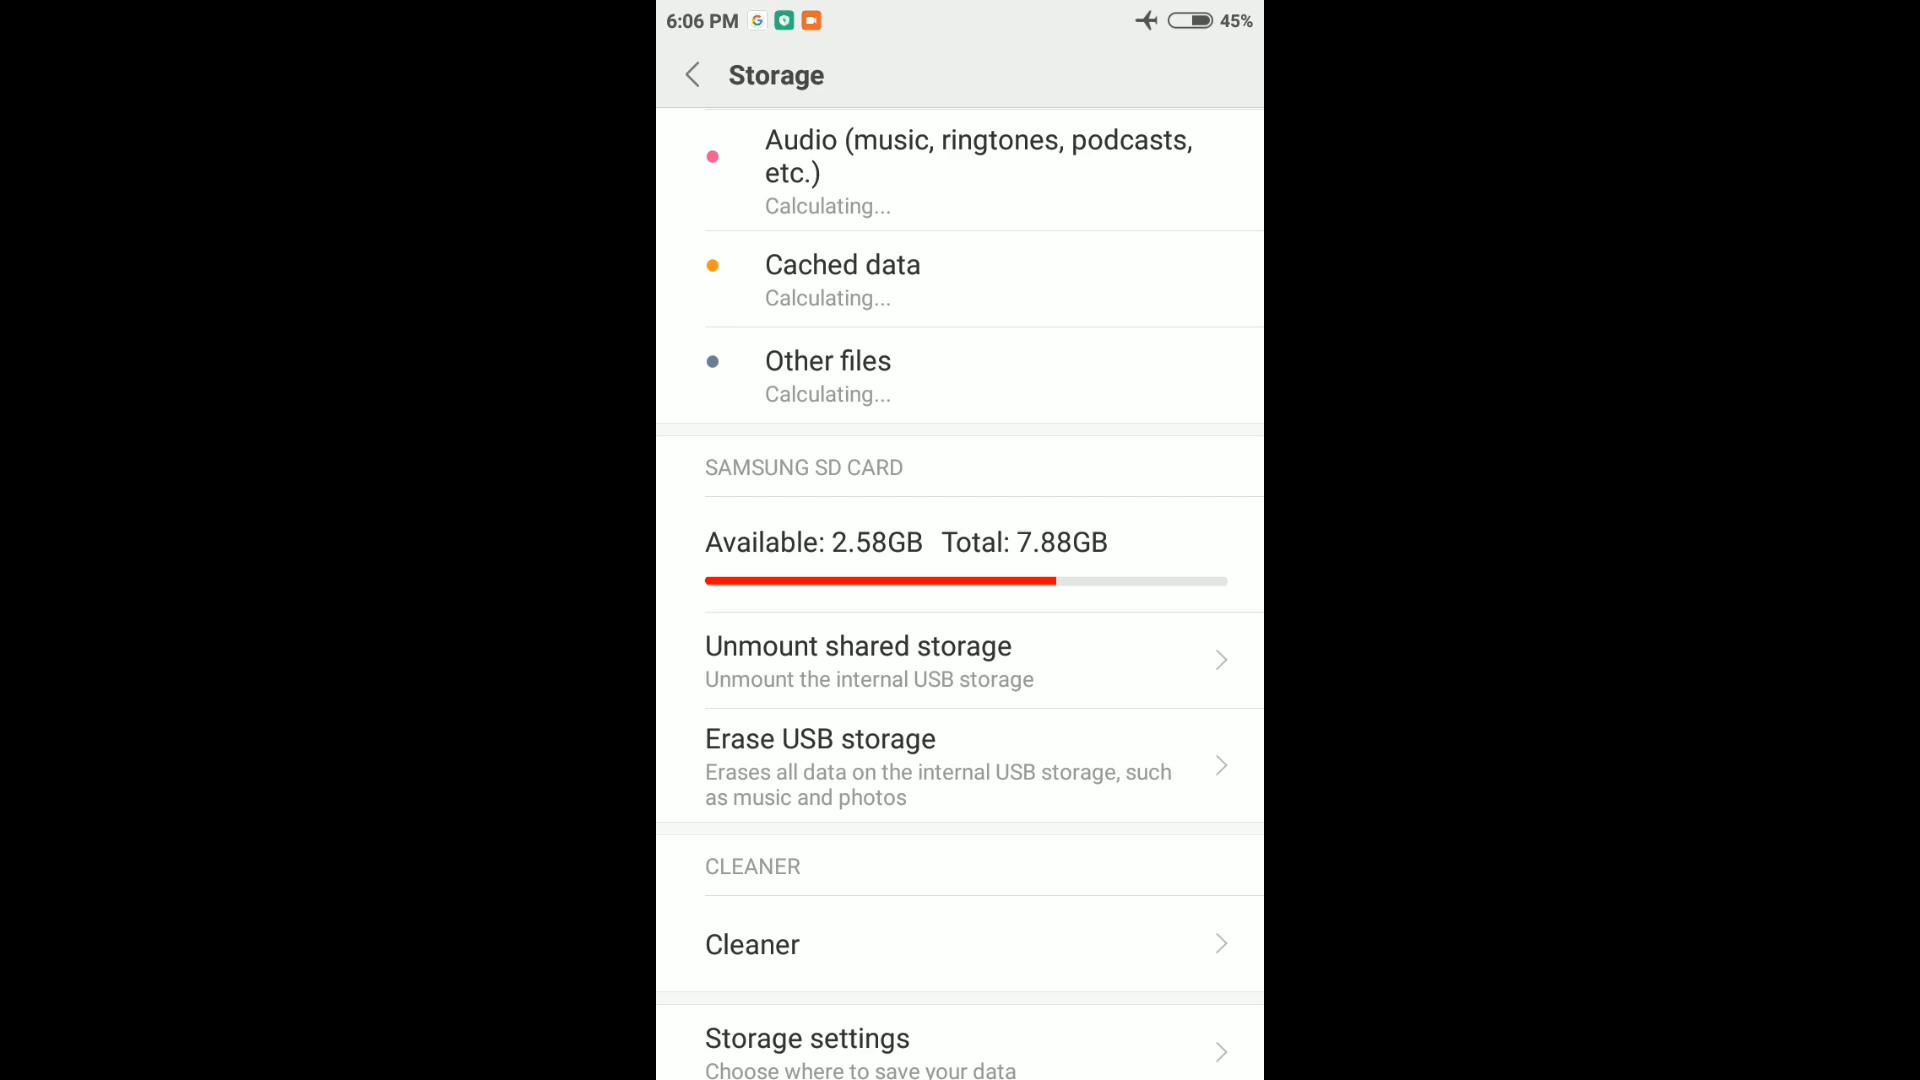 6:06 PM 45%
Storage
Audio (music, ringtones, podcasts,
etc.)
Calculating...
Cached data
Calculating...
Other files
Calculating...
SAMSUNG SD CARD
Available: 2.58GB Total: 7.88GB
Unmount shared storage
Unmount the internal USB storage
Erase USB storage
Erases all data on the internal USB storage, such
as music and photos
CLEANER
Cleaner
Storage settings
Choose where to save your data